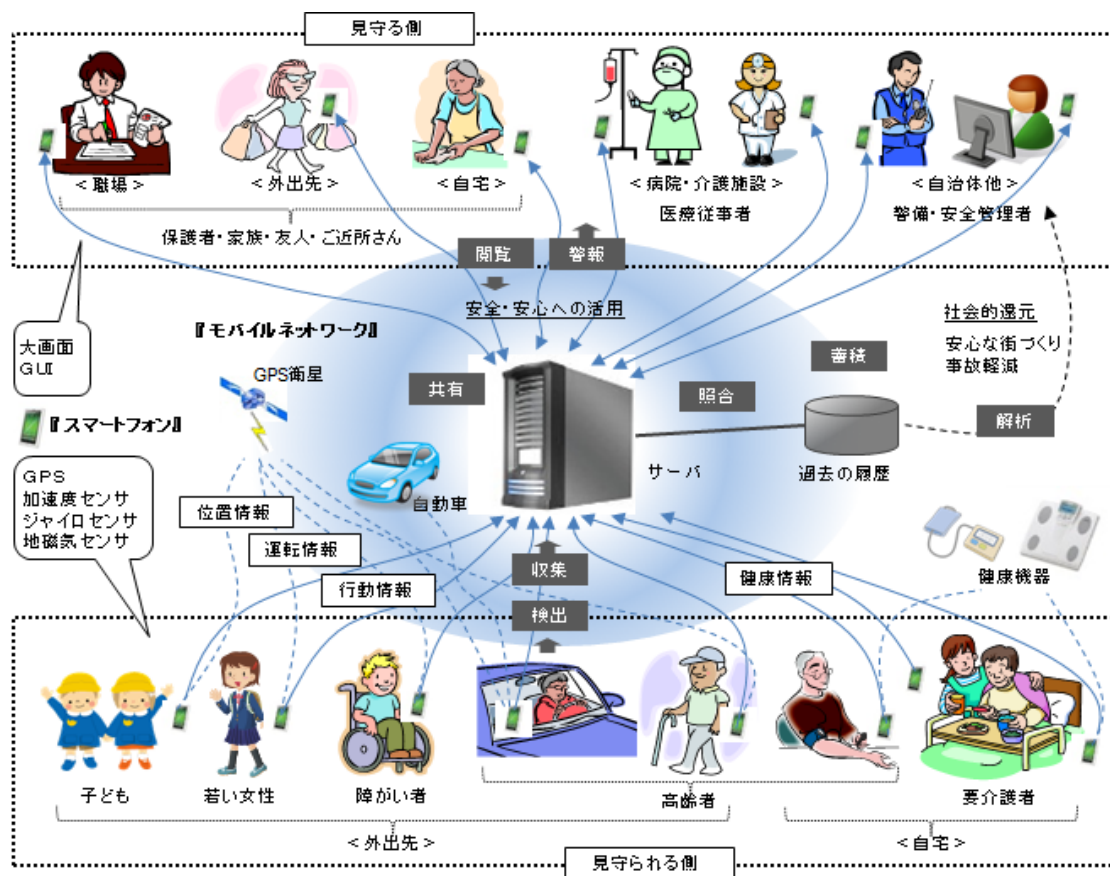 見守る側
<職場>
<外出先>
<自宅>
<病院・介護施設>
<自治体他>
保護者・家族・友人・ご近所さん
医療従事者
警備・安全管理者
閲覧
警報
安全・安心への活用
『モバイルネットワーク』
大画面
GUI
GPS衛星
共有
照合
蓄積
社会的還元
安心な街づくり
事故軽減
解析
『スマートフォン』
サーバ
過去の履歴
自動車
GPS
加速度センサ
ジャイロセンサ
地磁気センサ
位置情報
運転情報
行動情報
収集
健康情報
健康機器
検出
子ども
若い女性
障がい者
高齢者
要介護者
<外出先>
<自宅>
見守られる側